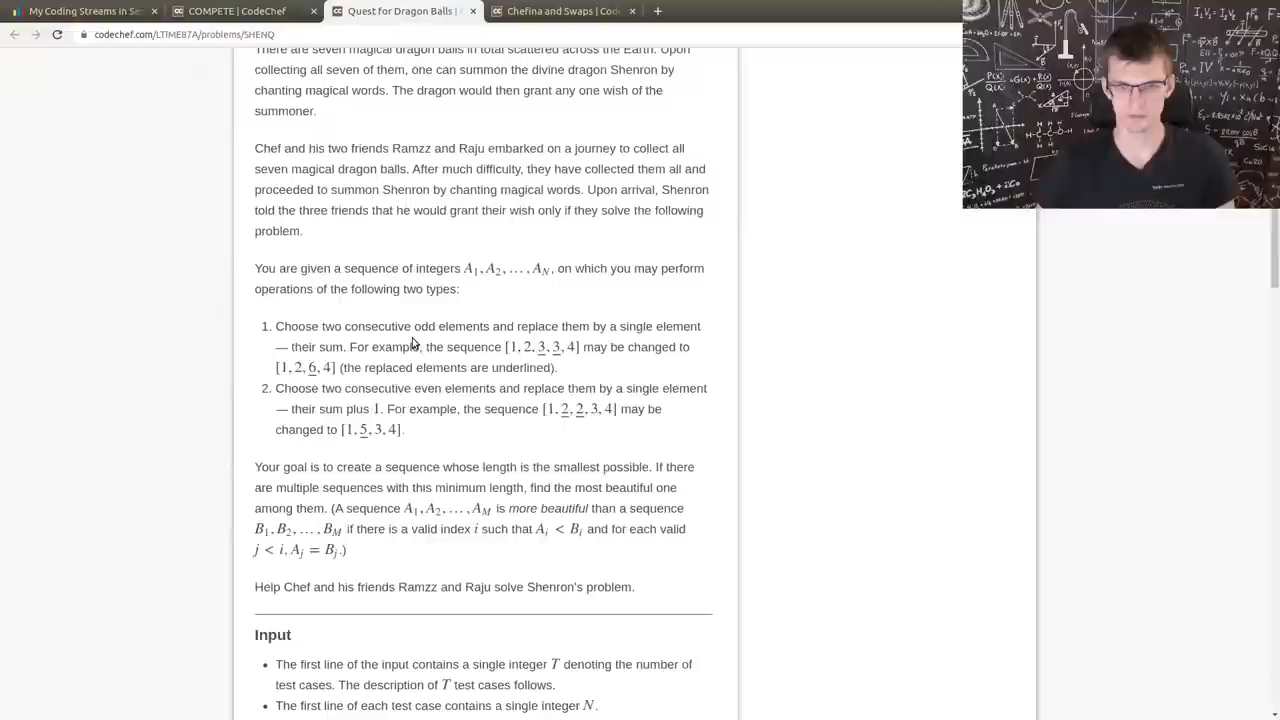 My Coding Streams in Se
COMPETE | CodeChef
Quest for Dragon Balls |
Chefina and Swaps | Cod
codechef.com/LTIME87A/problems/SHENQ
There are seven magical dragon balls in total scattered across the Earth. Upon
collecting all seven of them, one can summon the divine dragon Shenron by
chanting magical words. The dragon would then grant any one wish of the
summoner.
Chef and his two friends Ramzz and Raju embarked on a journey to collect all
seven magical dragon balls. After much difficulty, they have collected them all and
proceeded to summon Shenron by chanting magical words. Upon arrival, Shenron
told the three friends that he would grant their wish only if they solve the following
problem.
You are given a sequence of integers A1, A2, …, AN, on which you may perform
operations of the following two types:
1. Choose two consecutive odd elements and replace them by a single element
— their sum. For example, the sequence [1, 2, 3, 3, 4] may be changed to
[1, 2, 6, 4] (the replaced elements are underlined).
2. Choose two consecutive even elements and replace them by a single element
— their sum plus 1. For example, the sequence [1, 2, 2, 3, 4] may be
changed to [1, 5, 3, 4].
Your goal is to create a sequence whose length is the smallest possible. If there
are multiple sequences with this minimum length, find the most beautiful one
among them. (A sequence A1, A2, …, AM is more beautiful than a sequence
B1, B2, …, BM if there is a valid index i such that Ai < Bi and for each valid
j < i, Aj = Bj.)
Help Chef and his friends Ramzz and Raju solve Shenron's problem.
Input
• The first line of the input contains a single integer T denoting the number of
test cases. The description of T test cases follows.
• The first line of each test case contains a single integer N.